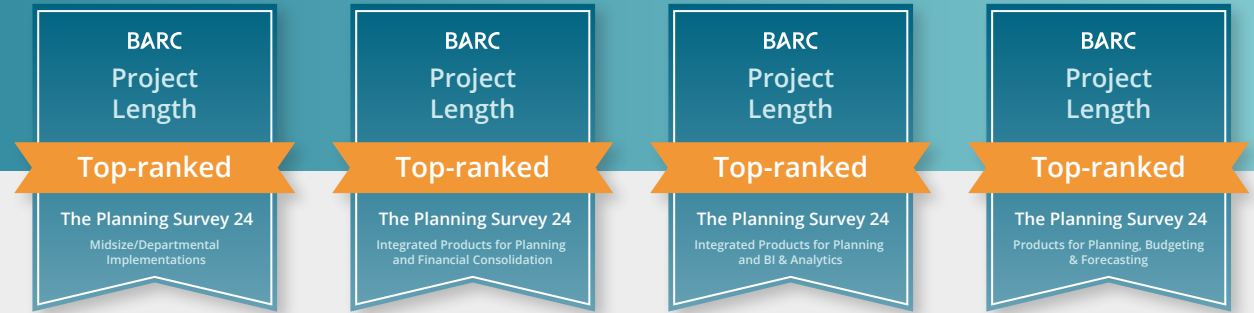 BARC
Project
Length
Top-ranked
The Planning Survey 24
Midsize/Departmental
Implementations
BARC
Project
Length
Top-ranked
The Planning Survey 24
Integrated Products for Planning
and Financial Consolidation
BARC
Project
Length
Top-ranked
The Planning Survey 24
Integrated Products for Planning
and BI & Analytics
BARC
Project
Length
Top-ranked
The Planning Survey 24
Products for Planning, Budgeting
& Forecasting